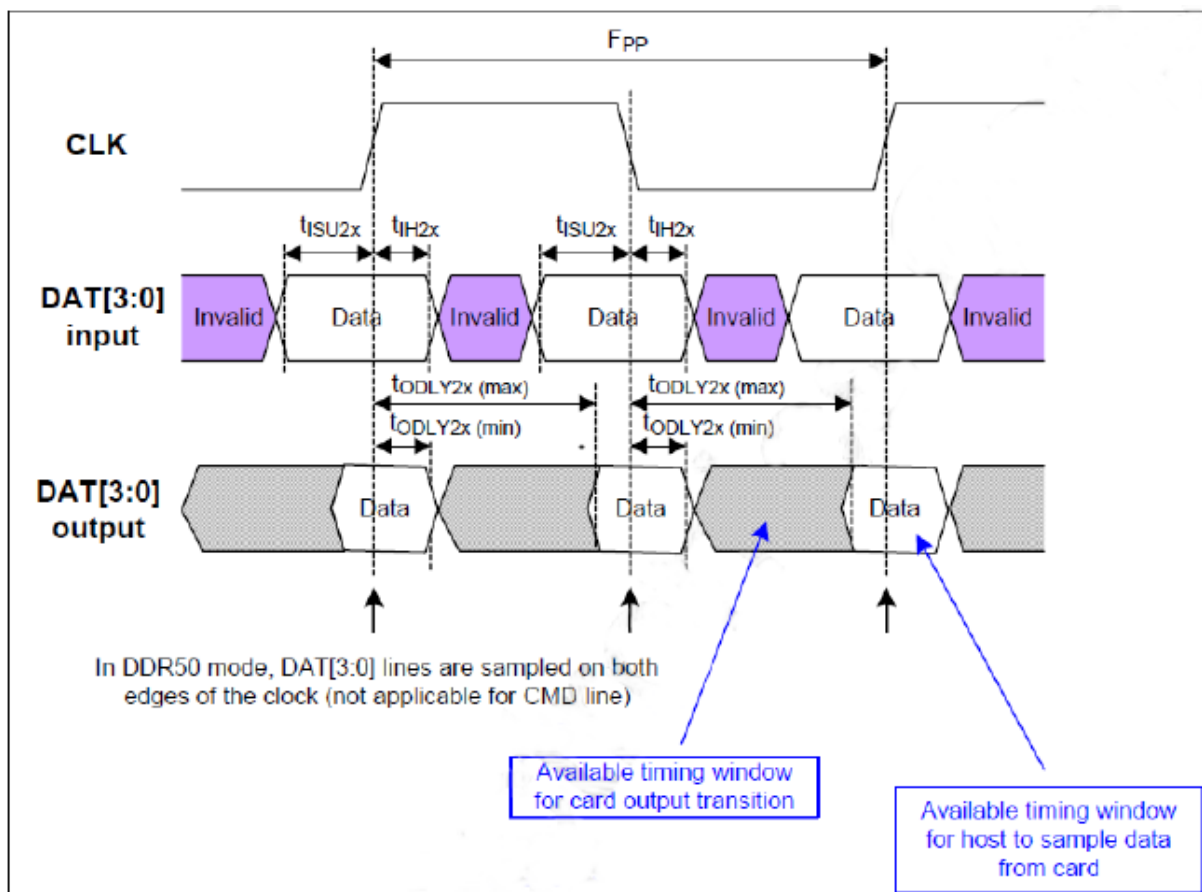 FPP
CLK
tISU2x tIH2x tISU2x tIH2x
DAT[3:0]
input
Invalid Data Invalid Data Invalid Data Invalid
tODLY2x (max) tODLY2x (max)
tODLY2x (min) tODLY2x (min)
DAT[3:0]
output
Data Data Data
In DDR50 mode, DAT[3:0] lines are sampled on both
edges of the clock (not applicable for CMD line)
Available timing window
for card output transition
Available timing window
for host to sample data
from card